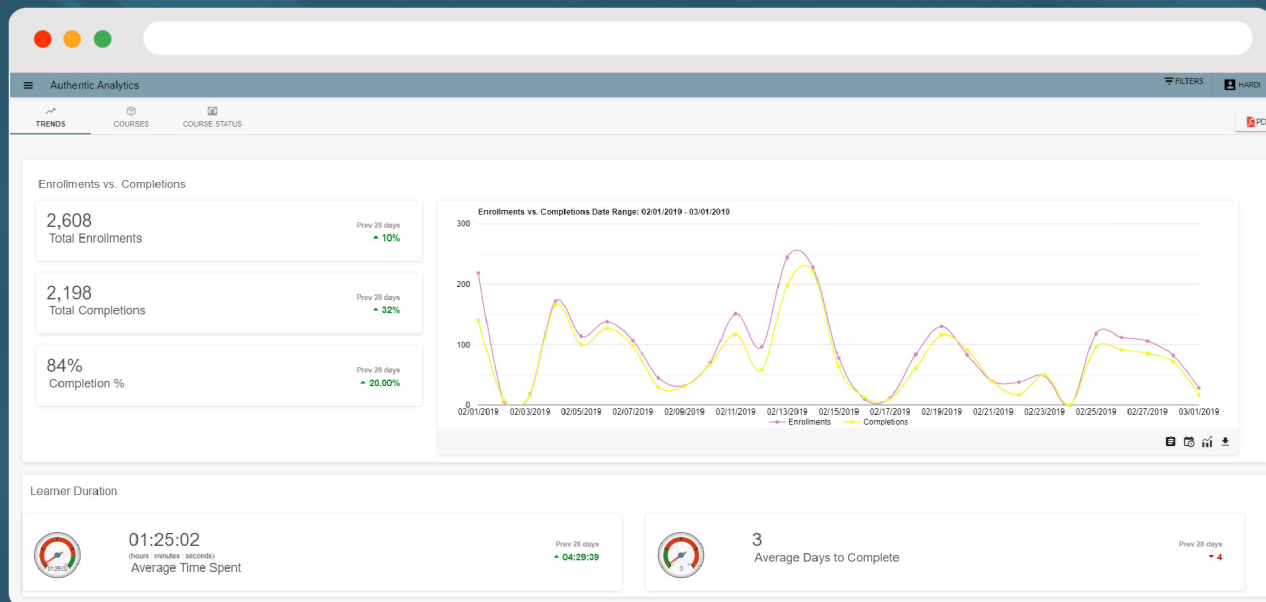 Authentic Analytics
FILTERS
HARDI
TRENDS
COURSES
COURSE STATUS
PD
Enrollments vs. Completions
2,608
Total Enrollments
Prev 28 days
10%
2,198
Total Completions
Prev 28 days
32%
84%
Completion %
Prev 28 days
20.00%
Enrollments vs. Completions Date Range: 02/01/2019 - 03/01/2019
300
200
100
0
02/01/2019 02/03/2019 02/05/2019 02/07/2019 02/09/2019 02/11/2019 02/13/2019 02/15/2019 02/17/2019 02/19/2019 02/21/2019 02/23/2019 02/25/2019 02/27/2019 03/01/2019
Enrollments Completions
Learner Duration
01:25:02
01:25:02
(hours : minutes : seconds)
Average Time Spent
Prev 28 days
04:29:39
3
3
Average Days to Complete
Prev 28 days
4